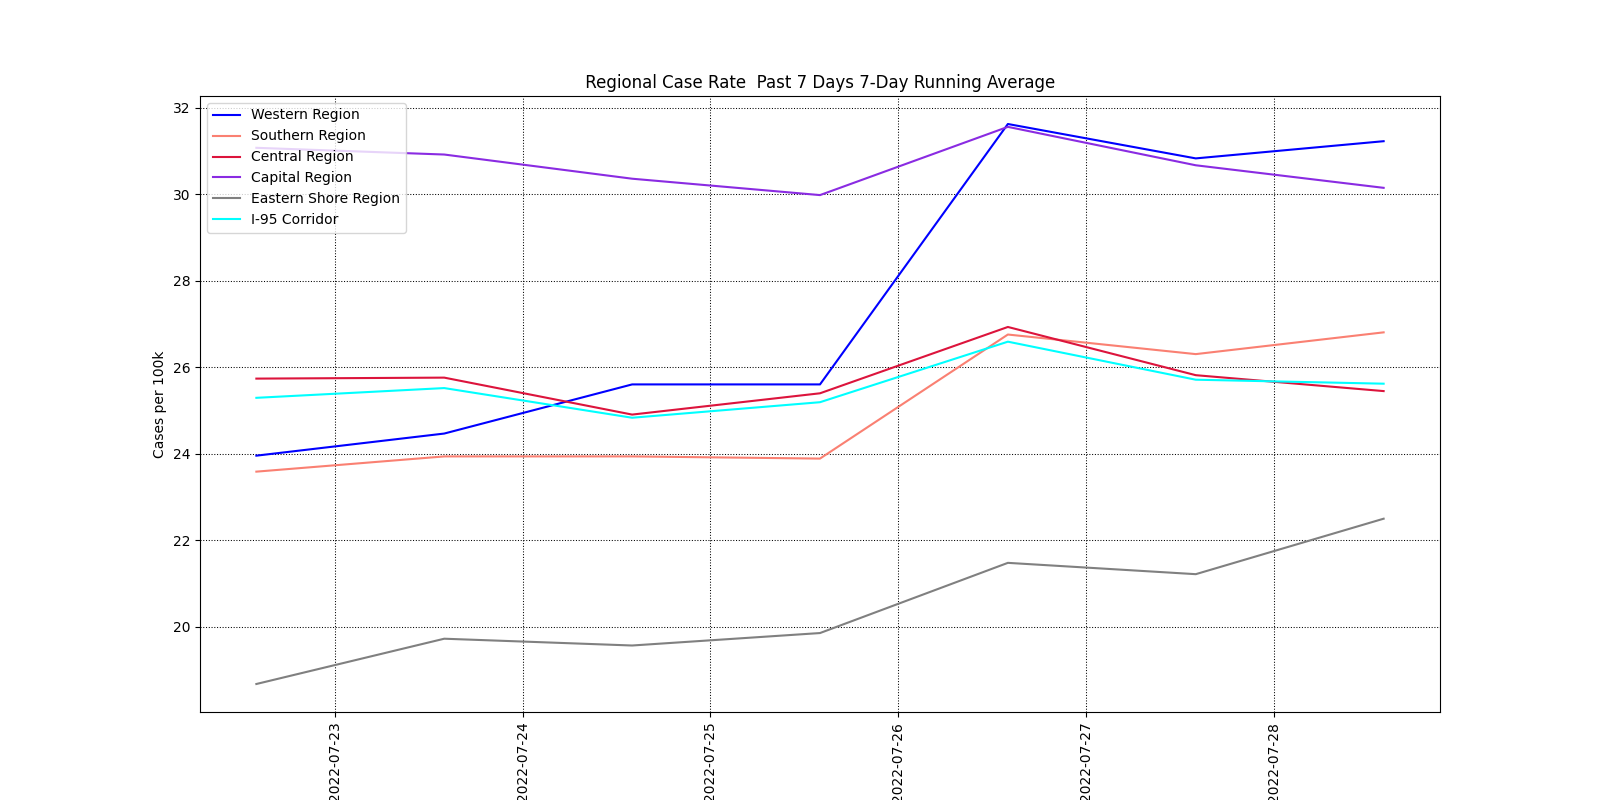 Regional Case Rate  Past 7 Days 7-Day Running Average
32
30
28
26
24
22
20
Cases per 100k
Western Region
Southern Region
Central Region
Capital Region
Eastern Shore Region
I-95 Corridor
2022-07-23
2022-07-24
2022-07-25
2022-07-26
2022-07-27
2022-07-28